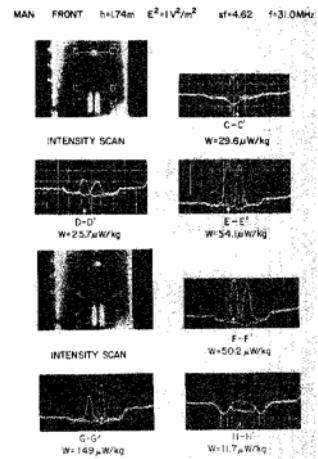 MAN FRONT h=1.74m E²=1V²/m² sf=4.62 f=31.0MHz
C-C'
INTENSITY SCAN W=29.6μW/kg
D-D' E-E'
W=25.7μW/kg W=54.1μW/kg
F-F'
INTENSITY SCAN W=50.2μW/kg
G-G' H-H'
W=149μW/kg W=11.7μW/kg